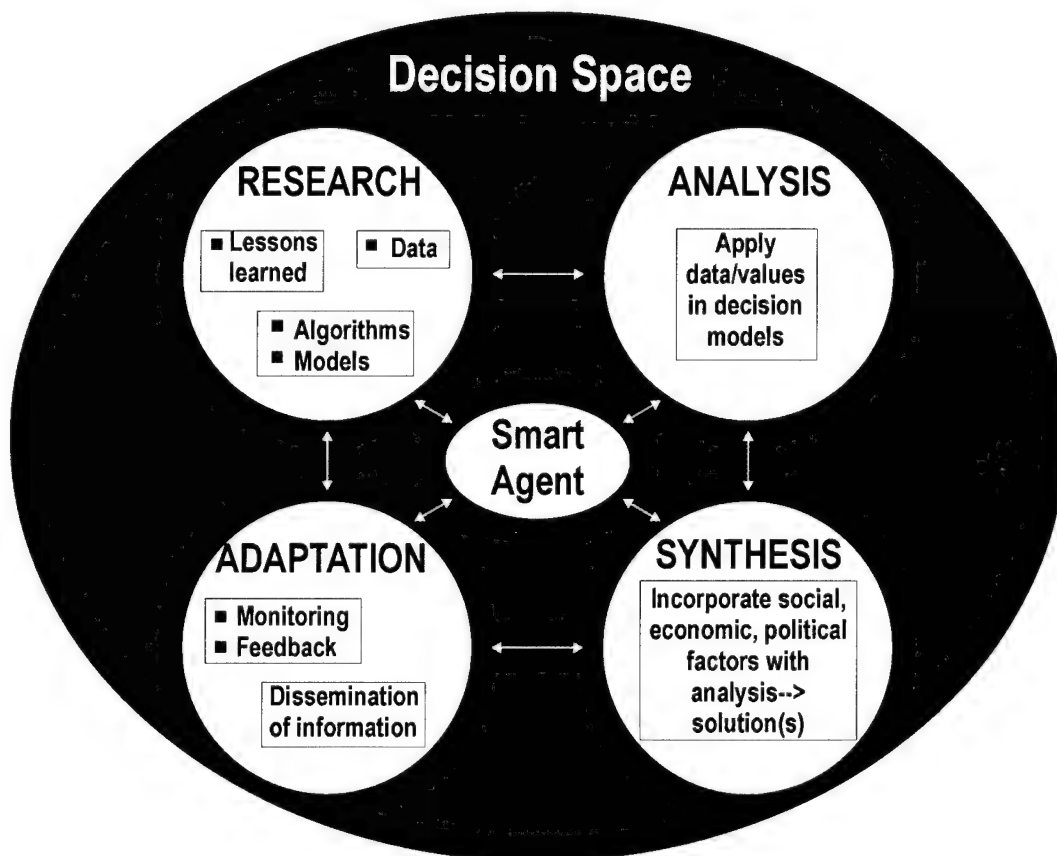 Decision Space
RESEARCH
■ Lessons
learned
■ Data
■ Algorithms
■ Models
ANALYSIS
Apply
data/values
in decision
models
Smart
Agent
ADAPTATION
■ Monitoring
■ Feedback
Dissemination
of information
SYNTHESIS
Incorporate social,
economic, political
factors with
analysis-->
solution(s)